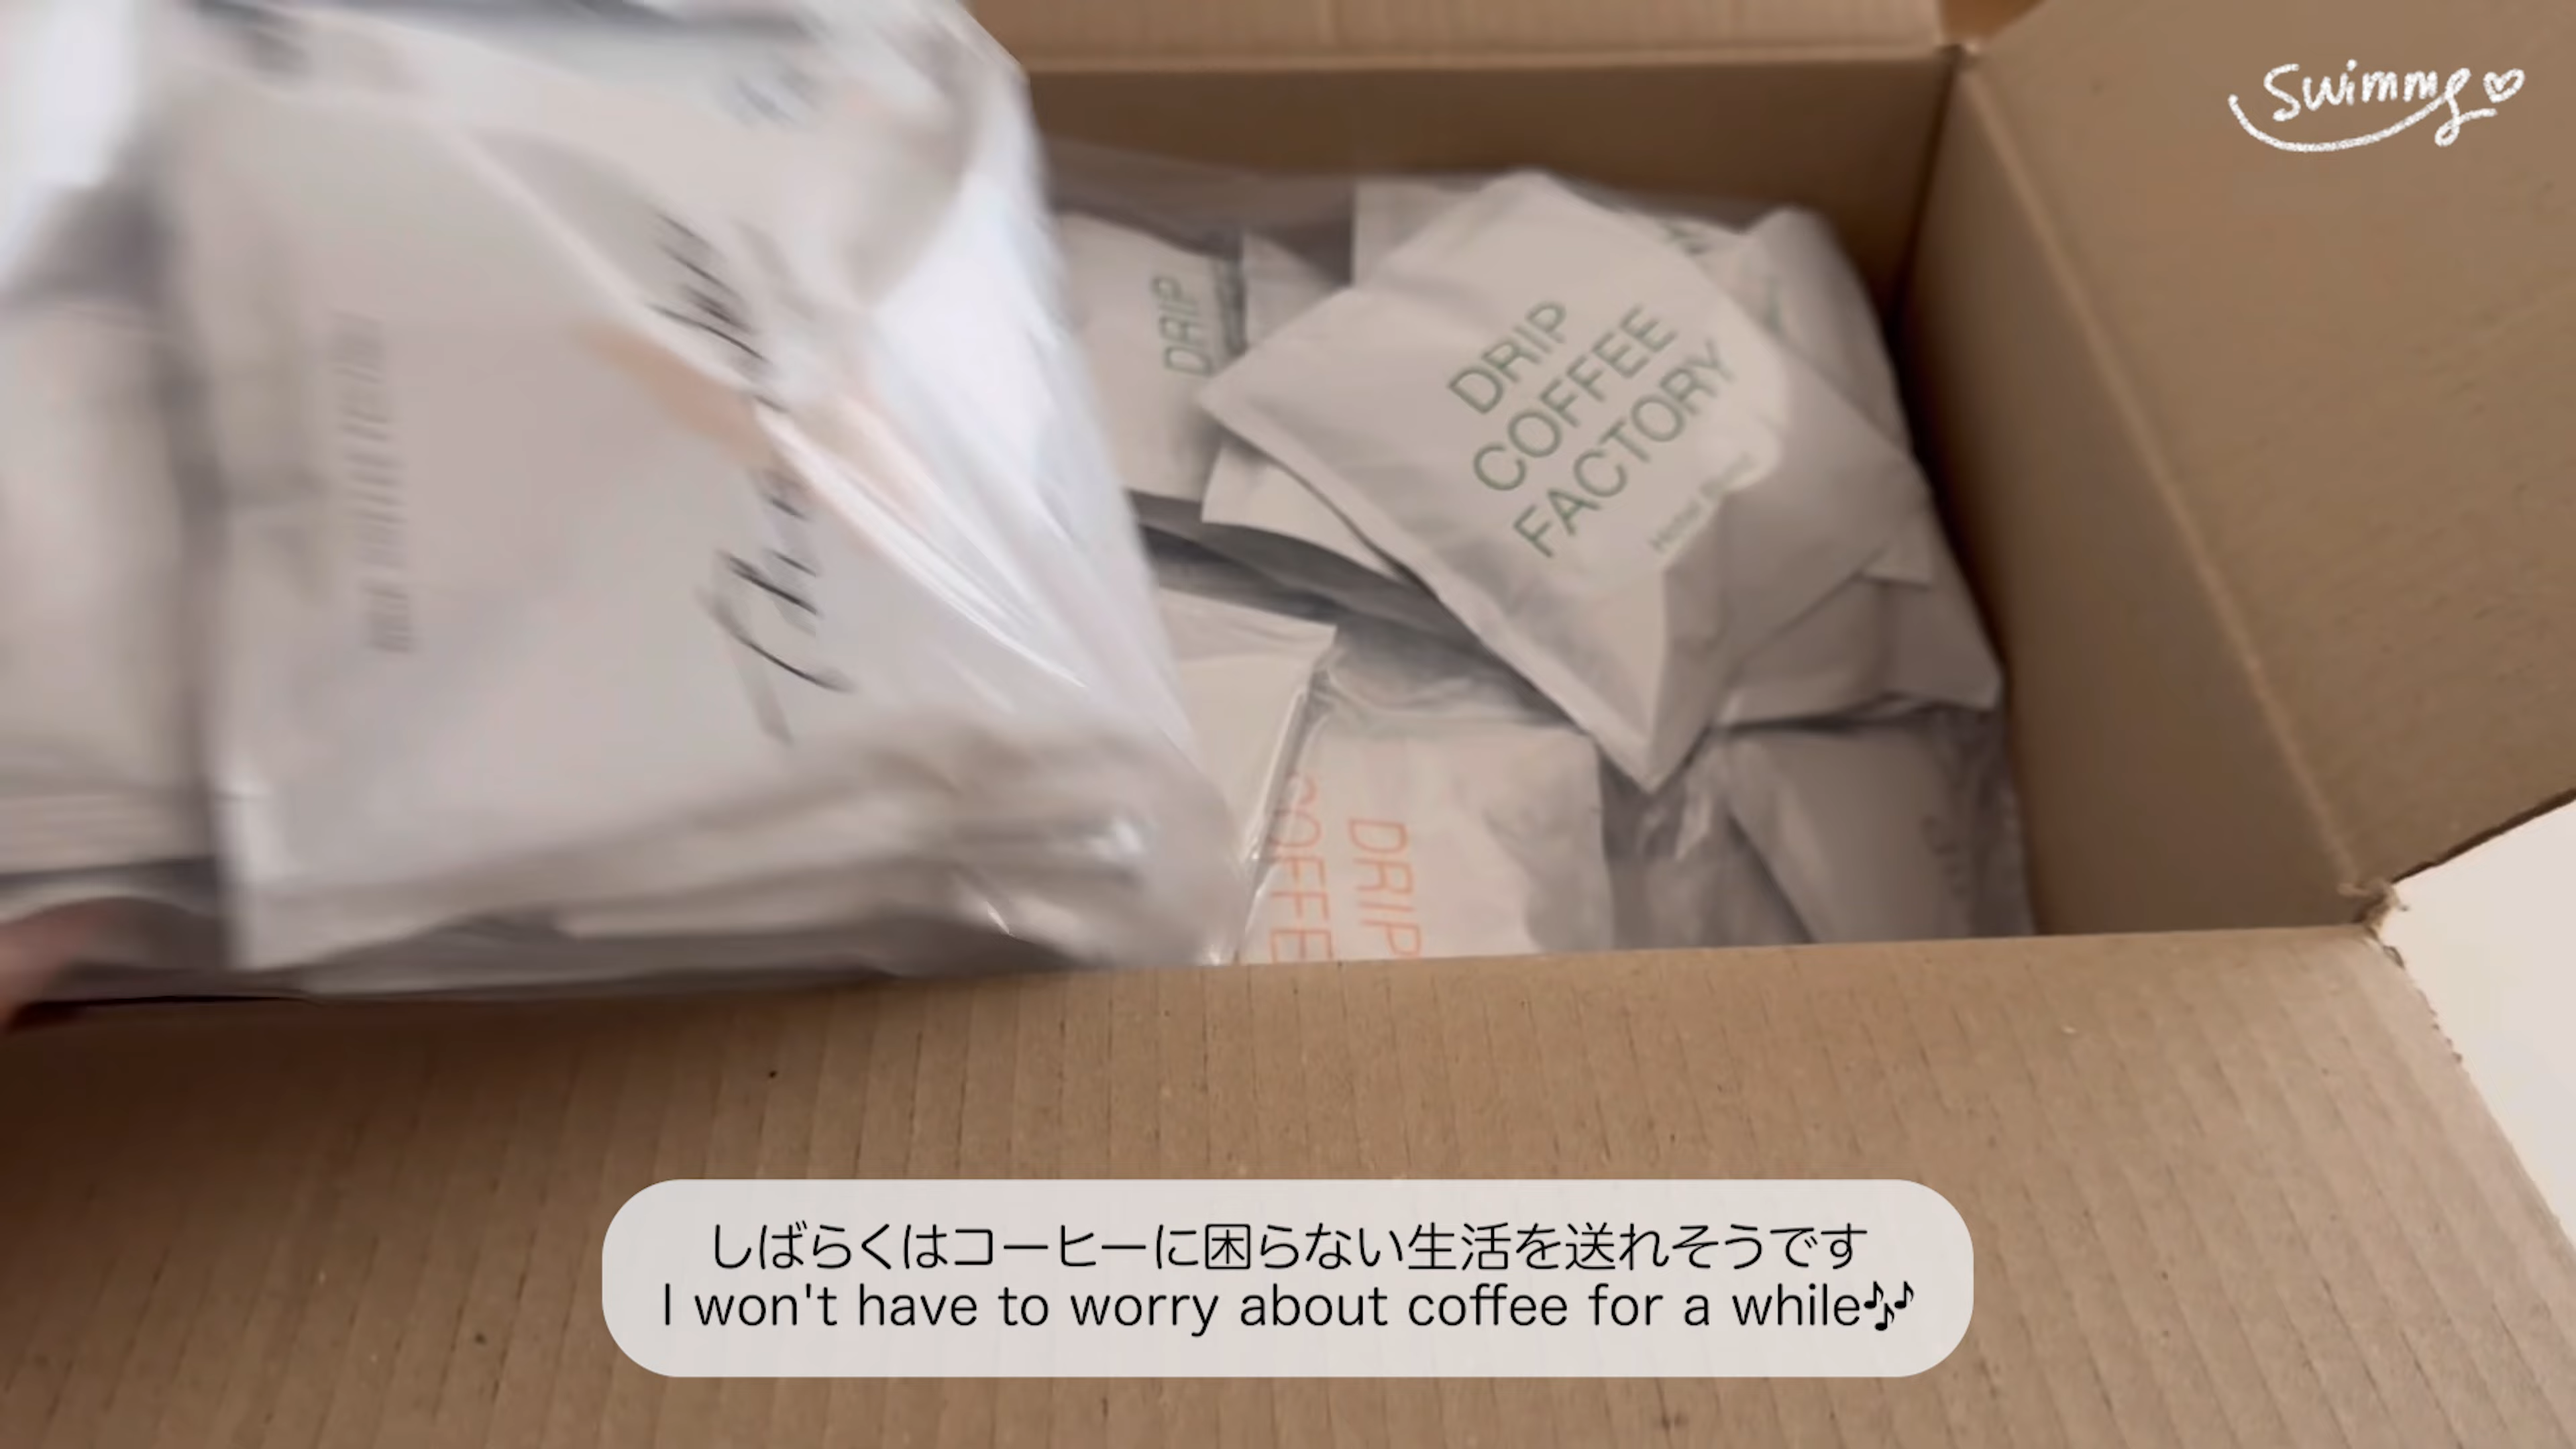 Swimmy♡
DRIP
DRIP
COFFEE
FACTORY
DRIP
COFFE
しばらくはコーヒーに困らない生活を送れそうです
I won't have to worry about coffee for a while🎶